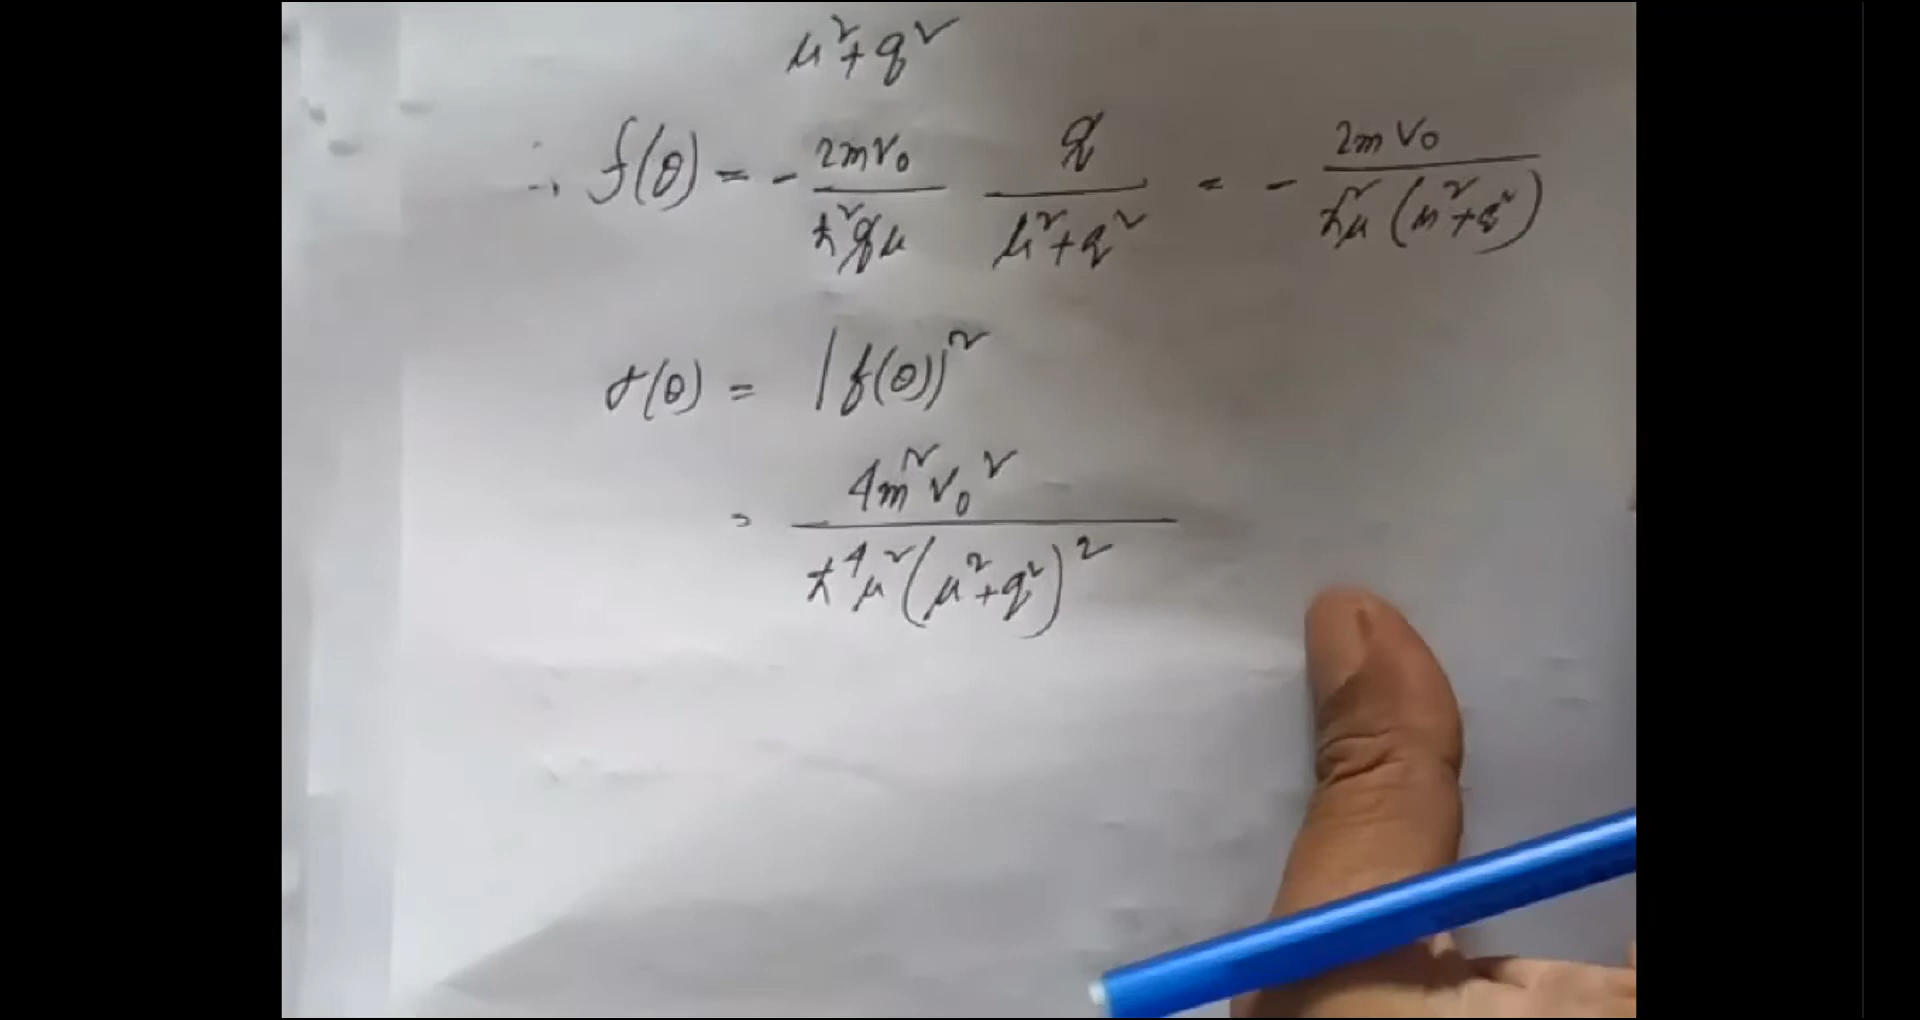 μ²+q²
∴ f(θ) = - 2mV₀/ħ²qμ q/μ²+q² = - 2mV₀/ħ²μ(μ²+q²)
σ(θ) = |f(θ)|²
= 4m²V₀²/ħ⁴μ²(μ²+q²)²